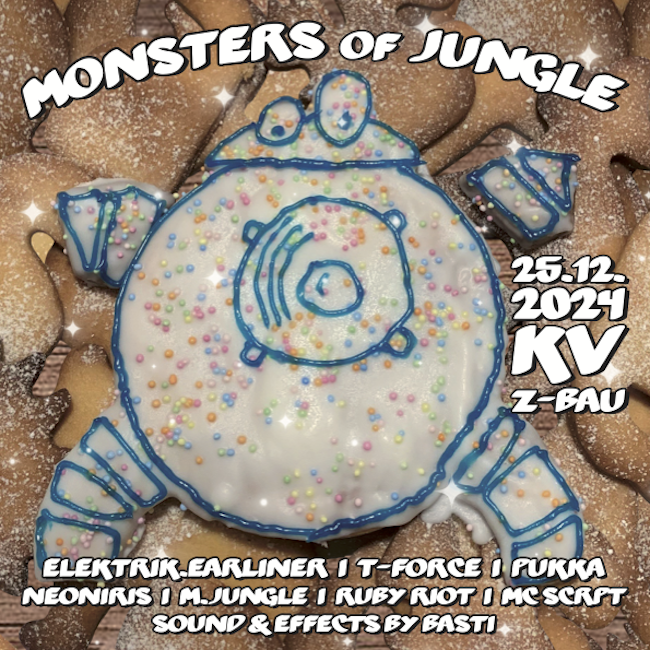 MONSTERS OF JUNGLE
25.12.
2024
KV
Z-BAU
ELEKTRIK.EARLINER | T-FORCE | PUKKA
NEONIRIS | M.JUNGLE | RUBY RIOT | MC SCRPT
SOUND & EFFECTS BY BASTI